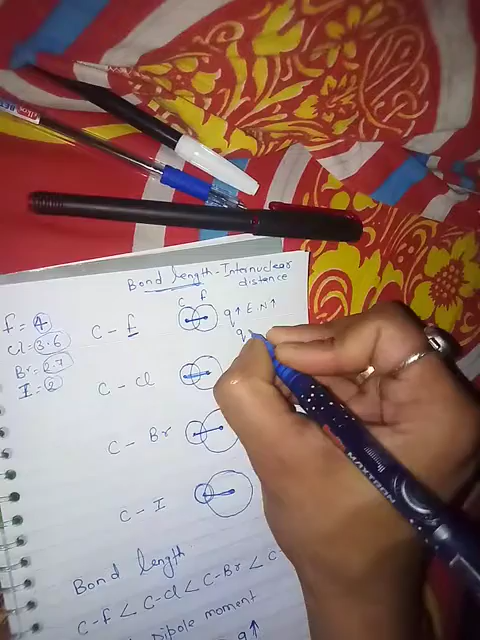 Bond length - Internuclear
distance
C f
f = 4
Cl = 3.6
Br = 2.7
I = 2
C - f
q↑ E.N↑
q
C - Cl
C - Br
C - I
Bond length
C-f < C-Cl < C-Br < C-
Dipole moment
q↑
MAXTRON